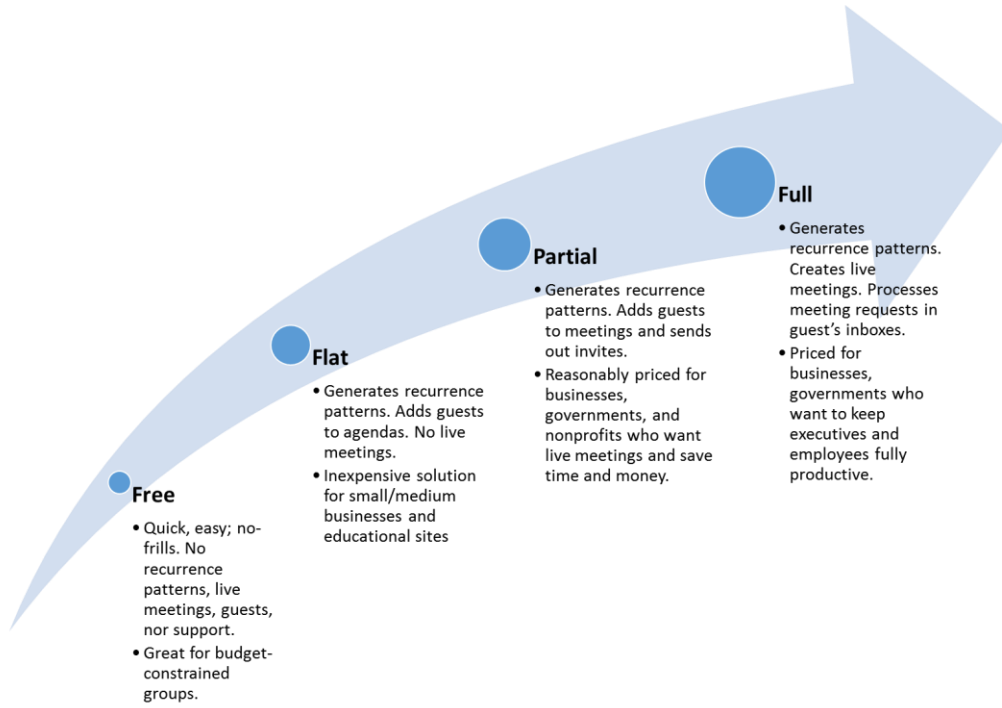 Free
• Quick, easy; no-
frills. No
recurrence
patterns, live
meetings, guests,
nor support.
• Great for budget-
constrained
groups.
Flat
• Generates recurrence
patterns. Adds guests
to agendas. No live
meetings.
• Inexpensive solution
for small/medium
businesses and
educational sites
Partial
• Generates recurrence
patterns. Adds guests
to meetings and sends
out invites.
• Reasonably priced for
businesses,
governments, and
nonprofits who want
live meetings and save
time and money.
Full
• Generates
recurrence patterns.
Creates live
meetings. Processes
meeting requests in
guest's inboxes.
• Priced for
businesses,
governments who
want to keep
executives and
employees fully
productive.